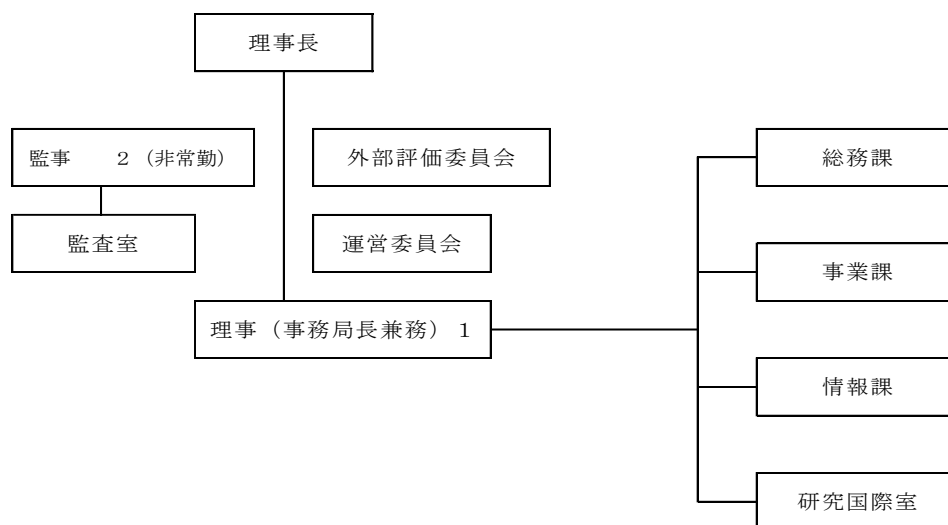 理事長
監事　　2（非常勤）
外部評価委員会
総務課
監査室
運営委員会
事業課
理事（事務局長兼務）1
情報課
研究国際室